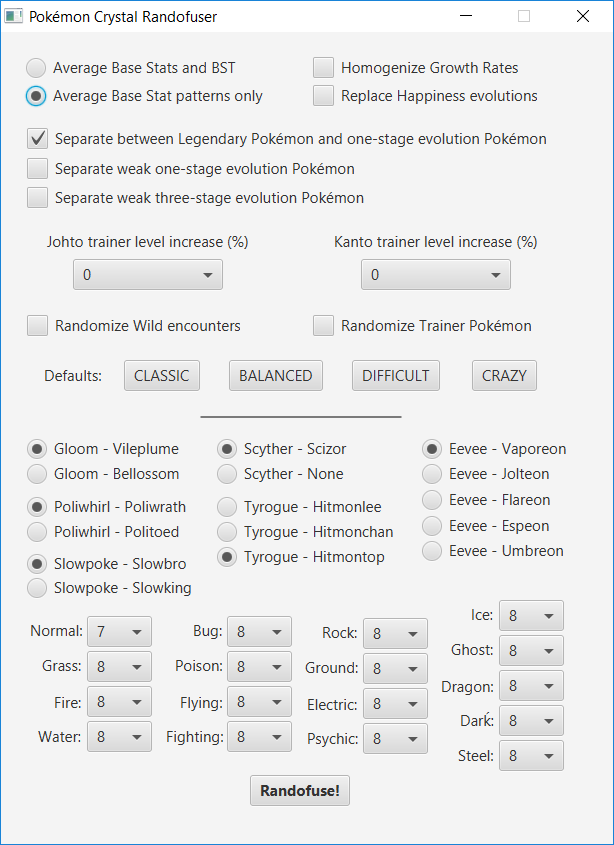 Pokémon Crystal Randofuser
Average Base Stats and BST
Homogenize Growth Rates
Average Base Stat patterns only
Replace Happiness evolutions
Separate between Legendary Pokémon and one-stage evolution Pokémon
Separate weak one-stage evolution Pokémon
Separate weak three-stage evolution Pokémon
Johto trainer level increase (%)
Kanto trainer level increase (%)
0
0
Randomize Wild encounters
Randomize Trainer Pokémon
Defaults: CLASSIC BALANCED DIFFICULT CRAZY
Gloom - Vileplume
Gloom - Bellossom
Poliwhirl - Poliwrath
Poliwhirl - Politoed
Slowpoke - Slowbro
Slowpoke - Slowking
Scyther - Scizor
Scyther - None
Tyrogue - Hitmonlee
Tyrogue - Hitmonchan
Tyrogue - Hitmontop
Eevee - Vaporeon
Eevee - Jolteon
Eevee - Flareon
Eevee - Espeon
Eevee - Umbreon
Normal: 7
Grass: 8
Fire: 8
Water: 8
Bug: 8
Poison: 8
Flying: 8
Fighting: 8
Rock: 8
Ground: 8
Electric: 8
Psychic: 8
Ice: 8
Ghost: 8
Dragon: 8
Darḱ: 8
Steel: 8
Randofuse!